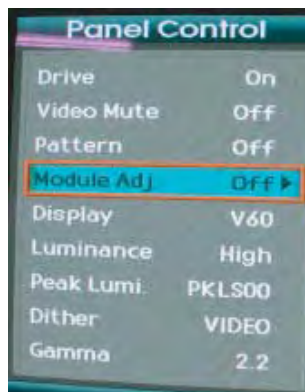 Panel Control
Drive On
Video Mute Off
Pattern Off
Module Adj Off ▶
Display V60
Luminance High
Peak Lumi. PKLS00
Dither VIDEO
Gamma 2.2